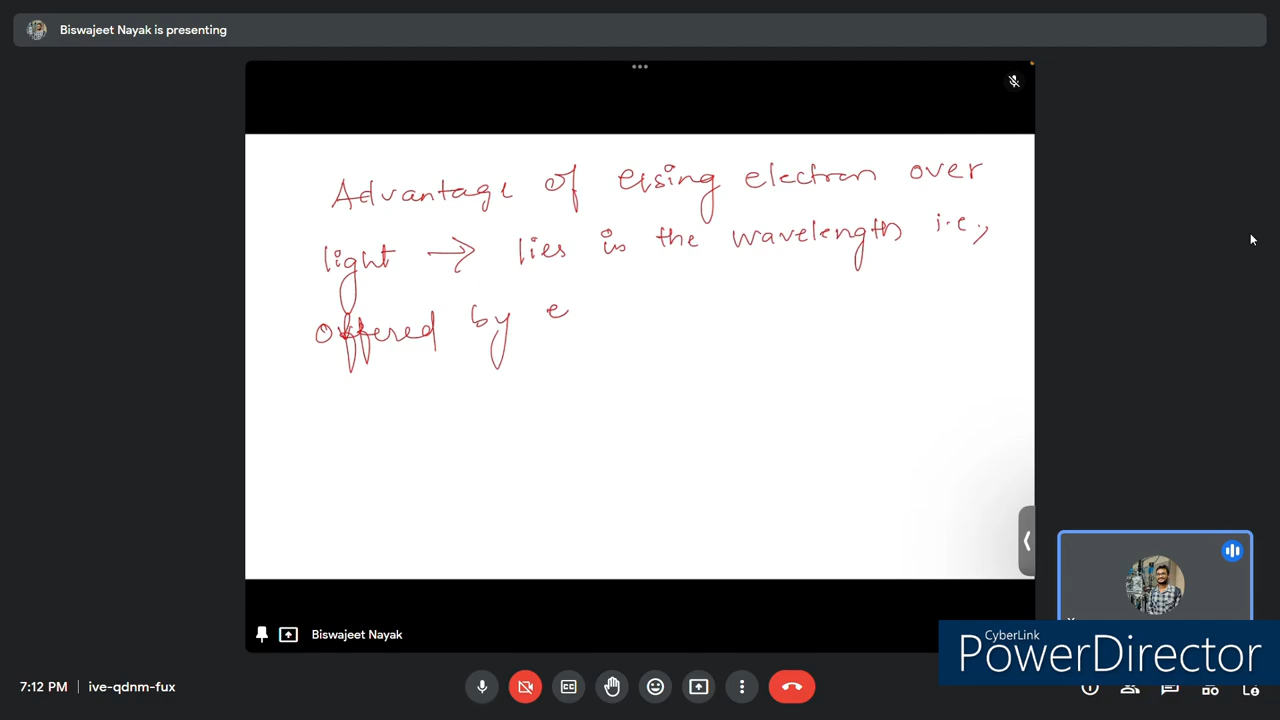 Biswajeet Nayak is presenting
Advantage of using electron over
light → lies in the wavelength i.e.,
offered by e
Biswajeet Nayak
CyberLink
PowerDirector
7:12 PM | ive-qdnm-fux